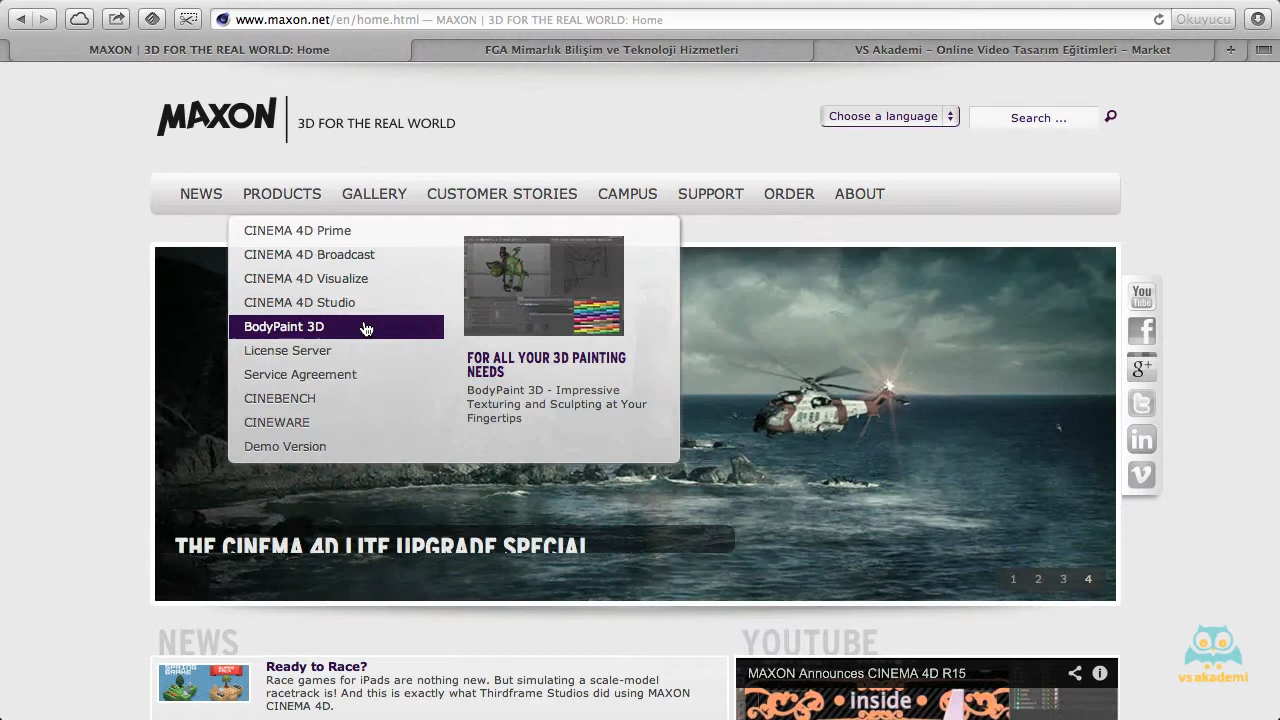 www.maxon.net/en/home.html — MAXON | 3D FOR THE REAL WORLD: Home
Okuyucu
MAXON | 3D FOR THE REAL WORLD: Home
FGA Mimarlık Bilişim ve Teknoloji Hizmetleri
VS Akademi – Online Video Tasarım Eğitimleri – Market
MAXON
3D FOR THE REAL WORLD
Choose a language
Search ...
NEWS PRODUCTS GALLERY CUSTOMER STORIES CAMPUS SUPPORT ORDER ABOUT
CINEMA 4D Prime
CINEMA 4D Broadcast
CINEMA 4D Visualize
CINEMA 4D Studio
BodyPaint 3D
License Server
Service Agreement
CINEBENCH
CINEWARE
Demo Version
FOR ALL YOUR 3D PAINTING
NEEDS
BodyPaint 3D - Impressive
Texturing and Sculpting at Your
Fingertips
You
Tube
g+
in
THE CINEMA 4D LITE UPGRADE SPECIAL
1 2 3 4
NEWS
Ready to Race?
Race games for iPads are nothing new. But simulating a scale-model
racetracks? And this is exactly what thirdframe Studios did using MAXON
CINEMA
YOUTUBE
MAXON Announces CINEMA 4D R15
inside
vs akademi